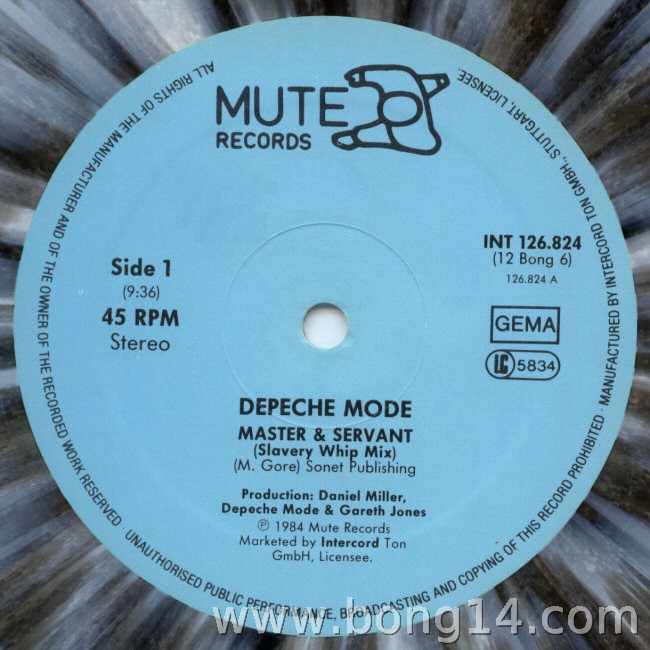 MUTE
RECORDS
Side 1
(9:36)
45 RPM
Stereo
INT 126.824
(12 Bong 6)
126.824 A
GEMA
LC 5834
DEPECHE MODE
MASTER & SERVANT
(Slavery Whip Mix)
(M. Gore) Sonet Publishing
Production: Daniel Miller,
Depeche Mode & Gareth Jones
℗ 1984 Mute Records
Marketed by Intercord Ton
GmbH, Licensee.
ALL RIGHTS OF THE MANUFACTURER AND OF THE OWNER OF THE RECORDED WORK RESERVED · UNAUTHORISED PUBLIC PERFORMANCE, BROADCASTING AND COPYING OF THIS RECORD PROHIBITED · MANUFACTURED BY INTERCORD TON GMBH., STUTTGART, LICENSEE.
www.bong14.com